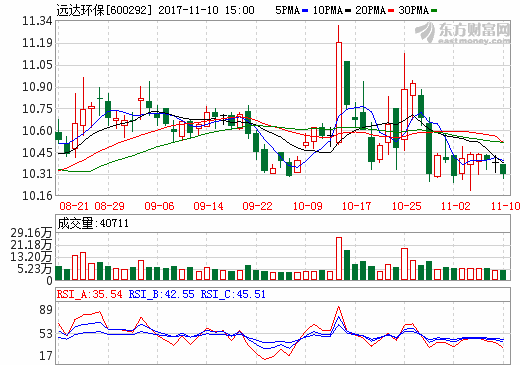 远达环保[600292] 2017-11-10 15:00 5PMA 10PMA 20PMA 30PMA
东方财富网
eastmoney.com
11.34
11.19
11.05
10.90
10.75
10.60
10.45
10.31
10.16
08-21 08-29 09-06 09-14 09-22 10-09 10-17 10-25 11-02 11-10
成交量:40711
29.16万
21.18万
13.20万
5.23万
0
RSI_A:35.54 RSI_B:42.55 RSI_C:45.51
89
53
17